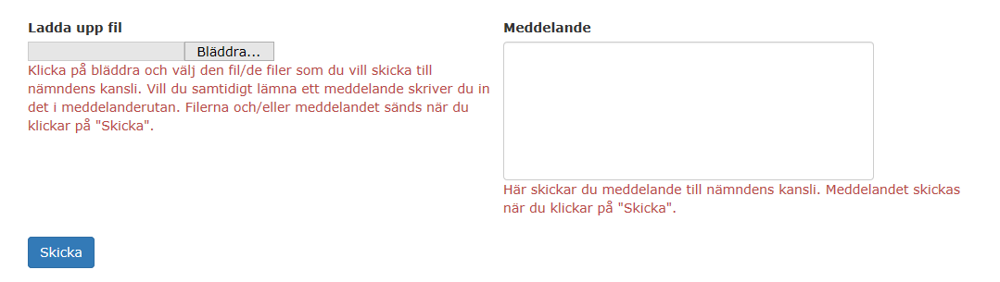 Ladda upp fil
Bläddra...
Klicka på bläddra och välj den fil/de filer som du vill skicka till
nämndens kansli. Vill du samtidigt lämna ett meddelande skriver du in
det i meddelanderutan. Filerna och/eller meddelandet sänds när du
klickar på "Skicka".
Meddelande
Här skickar du meddelande till nämndens kansli. Meddelandet skickas
när du klickar på "Skicka".
Skicka